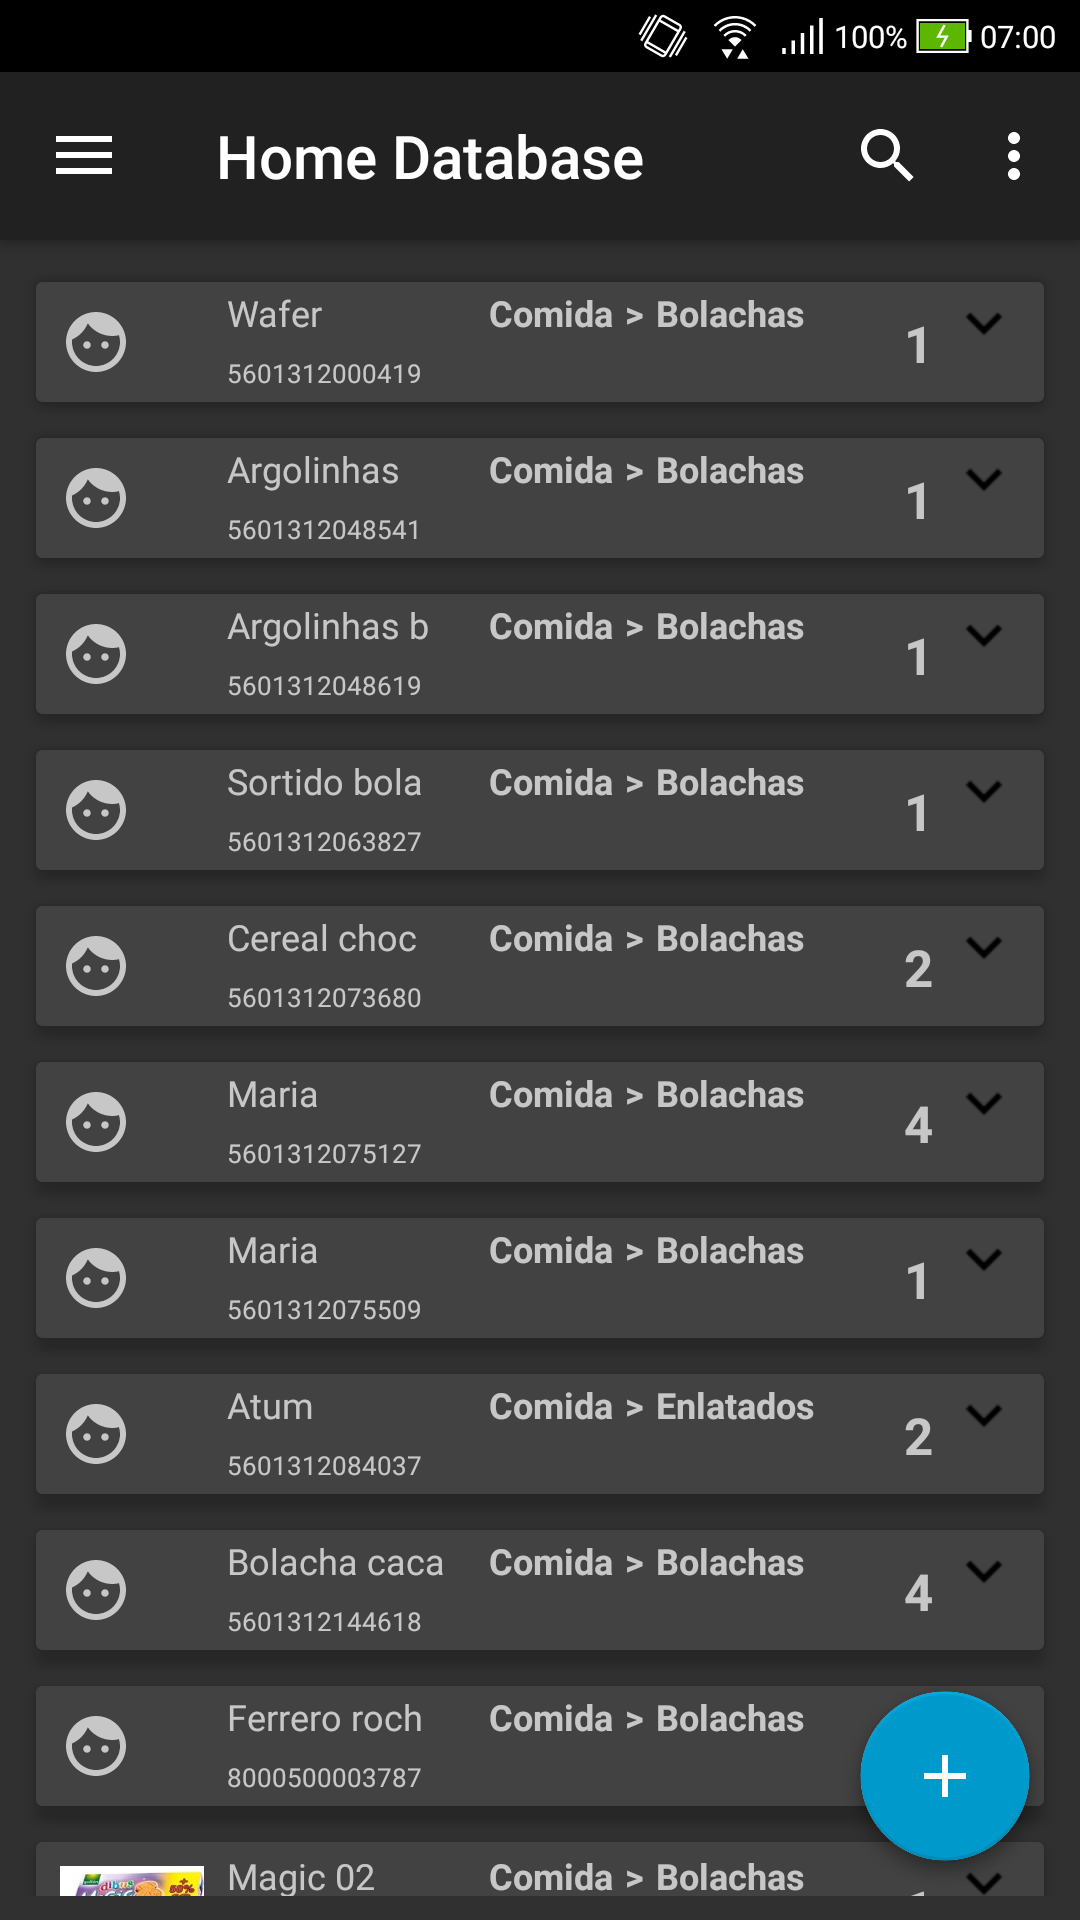 100% 07:00
Home Database
Wafer Comida > Bolachas
5601312000419 1
Argolinhas Comida > Bolachas
5601312048541 1
Argolinhas b Comida > Bolachas
5601312048619 1
Sortido bola Comida > Bolachas
5601312063827 1
Cereal choc Comida > Bolachas
5601312073680 2
Maria Comida > Bolachas
5601312075127 4
Maria Comida > Bolachas
5601312075509 1
Atum Comida > Enlatados
5601312084037 2
Bolacha caca Comida > Bolachas
5601312144618 4
Ferrero roch Comida > Bolachas
8000500003787
Magic 02 Comida > Bolachas
dibus
50%